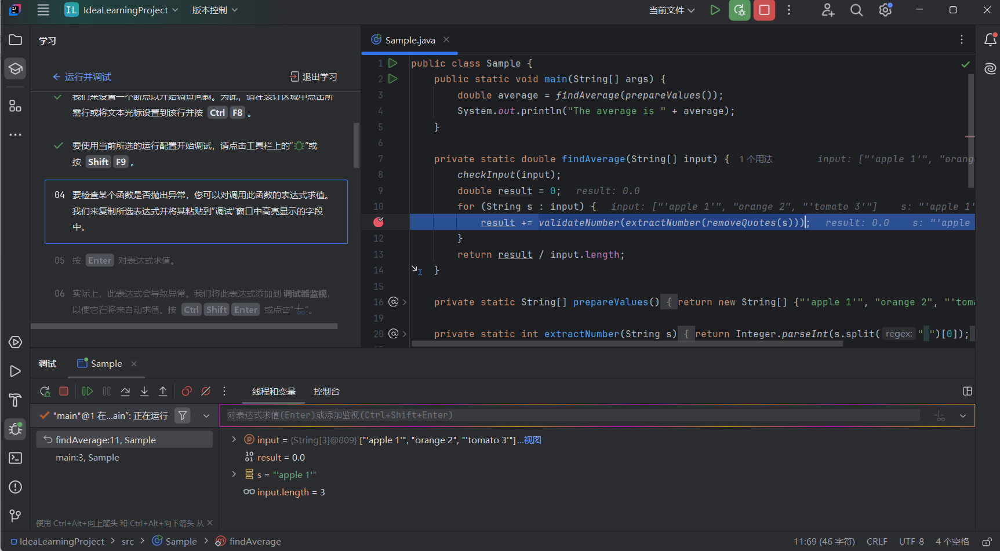 IL IdeaLearningProject 版本控制 当前文件
学习
运行并调试 退出学习
我们来设置一个断点以开始调查问题。为此，请在装订区域中点击所
需行或将文本光标设置到该行并按 Ctrl F8 。
要使用当前所选的运行配置开始调试，请点击工具栏上的“ ”或
按 Shift F9 。
04 要检查某个函数是否抛出异常，您可以对调用此函数的表达式求值。
我们来复制所选表达式并将其粘贴到“调试”窗口中高亮显示的字段
中。
05 按 Enter 对表达式求值。
06 实际上，此表达式会导致异常。我们将此表达式添加到 调试器监视，
以便它在将来自动求值。按 Ctrl Shift Enter 或点击“ ”。
Sample.java
1 public class Sample {
2 public static void main(String[] args) {
3 double average = findAverage(prepareValues());
4 System.out.println("The average is " + average);
5 }
6
7 private static double findAverage(String[] input) { 1 个用法 input: ["'apple 1'", "orang
8 checkInput(input);
9 double result = 0; result: 0.0
10 for (String s : input) { input: ["'apple 1'", "orange 2", "'tomato 3'"] s: "'apple 1'
result += validateNumber(extractNumber(removeQuotes(s))); result: 0.0 s: "'apple
12 }
13 return result / input.length;
14 }
15
16 @ private static String[] prepareValues() { return new String[] {"'apple 1'", "orange 2", "'toma
19
20 @ private static int extractNumber(String s) { return Integer.parseInt(s.split( regex: " ")[0]);
调试 Sample
线程和变量 控制台
"main"@1 在...ain": 正在运行
对表达式求值(Enter)或添加监视(Ctrl+Shift+Enter)
findAverage:11, Sample
main:3, Sample
input = {String[3]@809} ["'apple 1'", "orange 2", "'tomato 3'"]...视图
result = 0.0
s = "'apple 1'"
input.length = 3
使用 Ctrl+Alt+向上箭头 和 Ctrl+Alt+向下箭头 从
IdeaLearningProject > src > Sample > findAverage
11:69 (46 字符) CRLF UTF-8 4 个空格